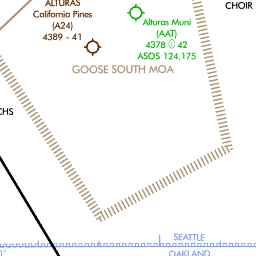 CHOIR
ALTURAS
California Pines
(A24)
4389 - 41
Alturas Muni
(AAT)
4378 Ⓛ 42
ASOS 124.175
GOOSE SOUTH MOA
CHS
SEATTLE
OAKLAND